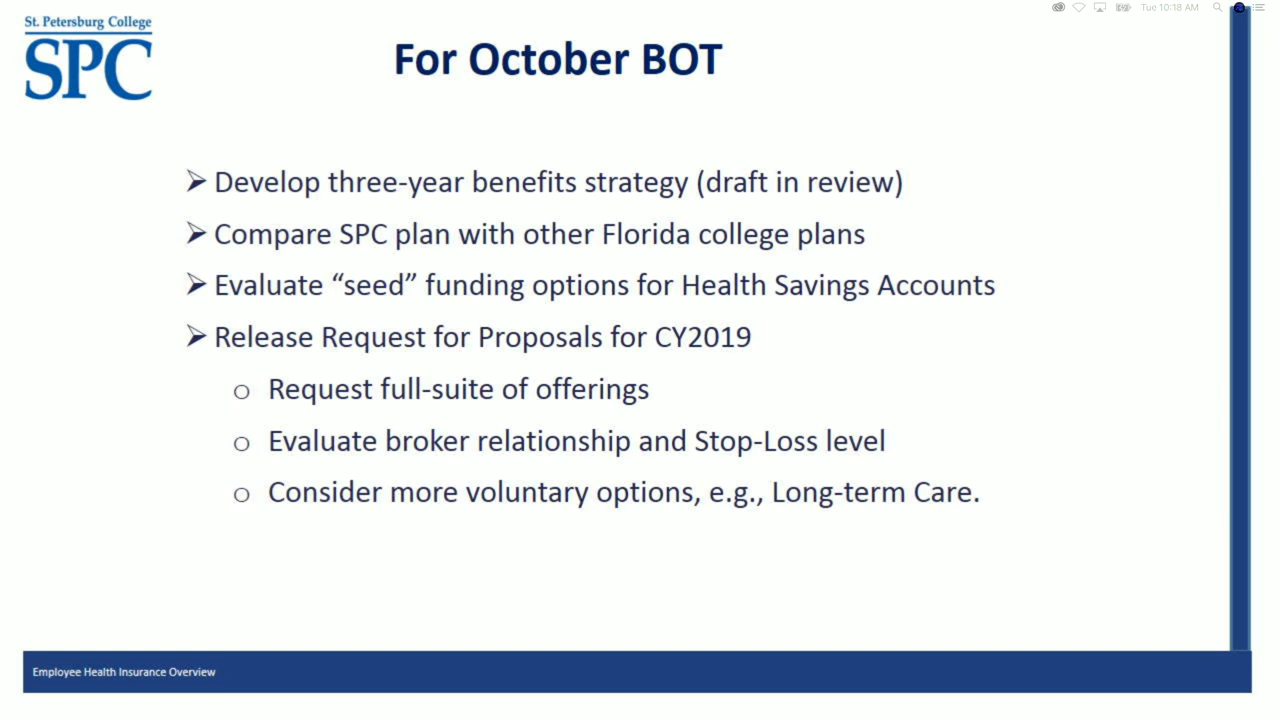 Tue 10:18 AM
St. Petersburg College
SPC
For October BOT
Develop three-year benefits strategy (draft in review)
Compare SPC plan with other Florida college plans
Evaluate “seed” funding options for Health Savings Accounts
Release Request for Proposals for CY2019
Request full-suite of offerings
Evaluate broker relationship and Stop-Loss level
Consider more voluntary options, e.g., Long-term Care.
Employee Health Insurance Overview